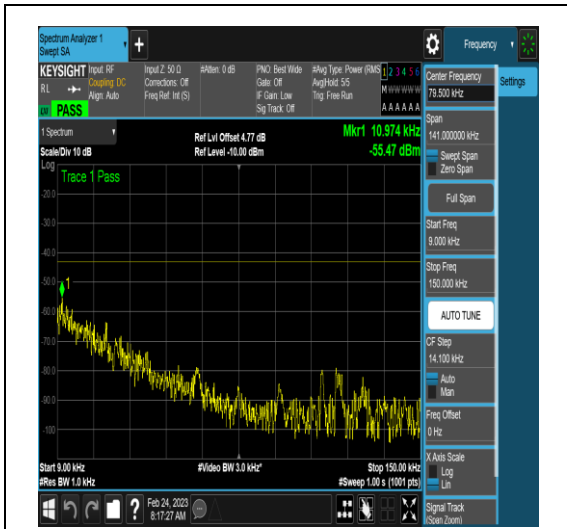 Spectrum Analyzer 1
Swept SA
+
Frequency
KEYSIGHT
RL
PASS
Input: RF
Coupling: DC
Align: Auto
Input Z: 50 Ω
Corrections: Off
Freq Ref: Int (S)
#Atten: 0 dB
PNO: Best Wide
Gate: Off
IF Gain: Low
Sig Track: Off
#Avg Type: Power (RMS
Avg|Hold: 5/5
Trig: Free Run
1 2 3 4 5 6
M W W W W W
A A A A A A
1 Spectrum
Scale/Div 10 dB
Ref Lvl Offset 4.77 dB
Ref Level -10.00 dBm
Mkr1 10.974 kHz
-55.47 dBm
Log
Trace 1 Pass
-20.0
-30.0
-40.0
-50.0
1
-60.0
-70.0
-80.0
-90.0
-100
Start 9.00 kHz
#Res BW 1.0 kHz
#Video BW 3.0 kHz*
Stop 150.00 kHz
#Sweep 1.00 s (1001 pts)
Settings
Center Frequency
79.500 kHz
Span
141.000000 kHz
Swept Span
Zero Span
Full Span
Start Freq
9.000 kHz
Stop Freq
150.000 kHz
AUTO TUNE
CF Step
14.100 kHz
Auto
Man
Freq Offset
0 Hz
X Axis Scale
Log
Lin
Signal Track
(Span Zoom)
?
Feb 24, 2023
8:17:27 AM